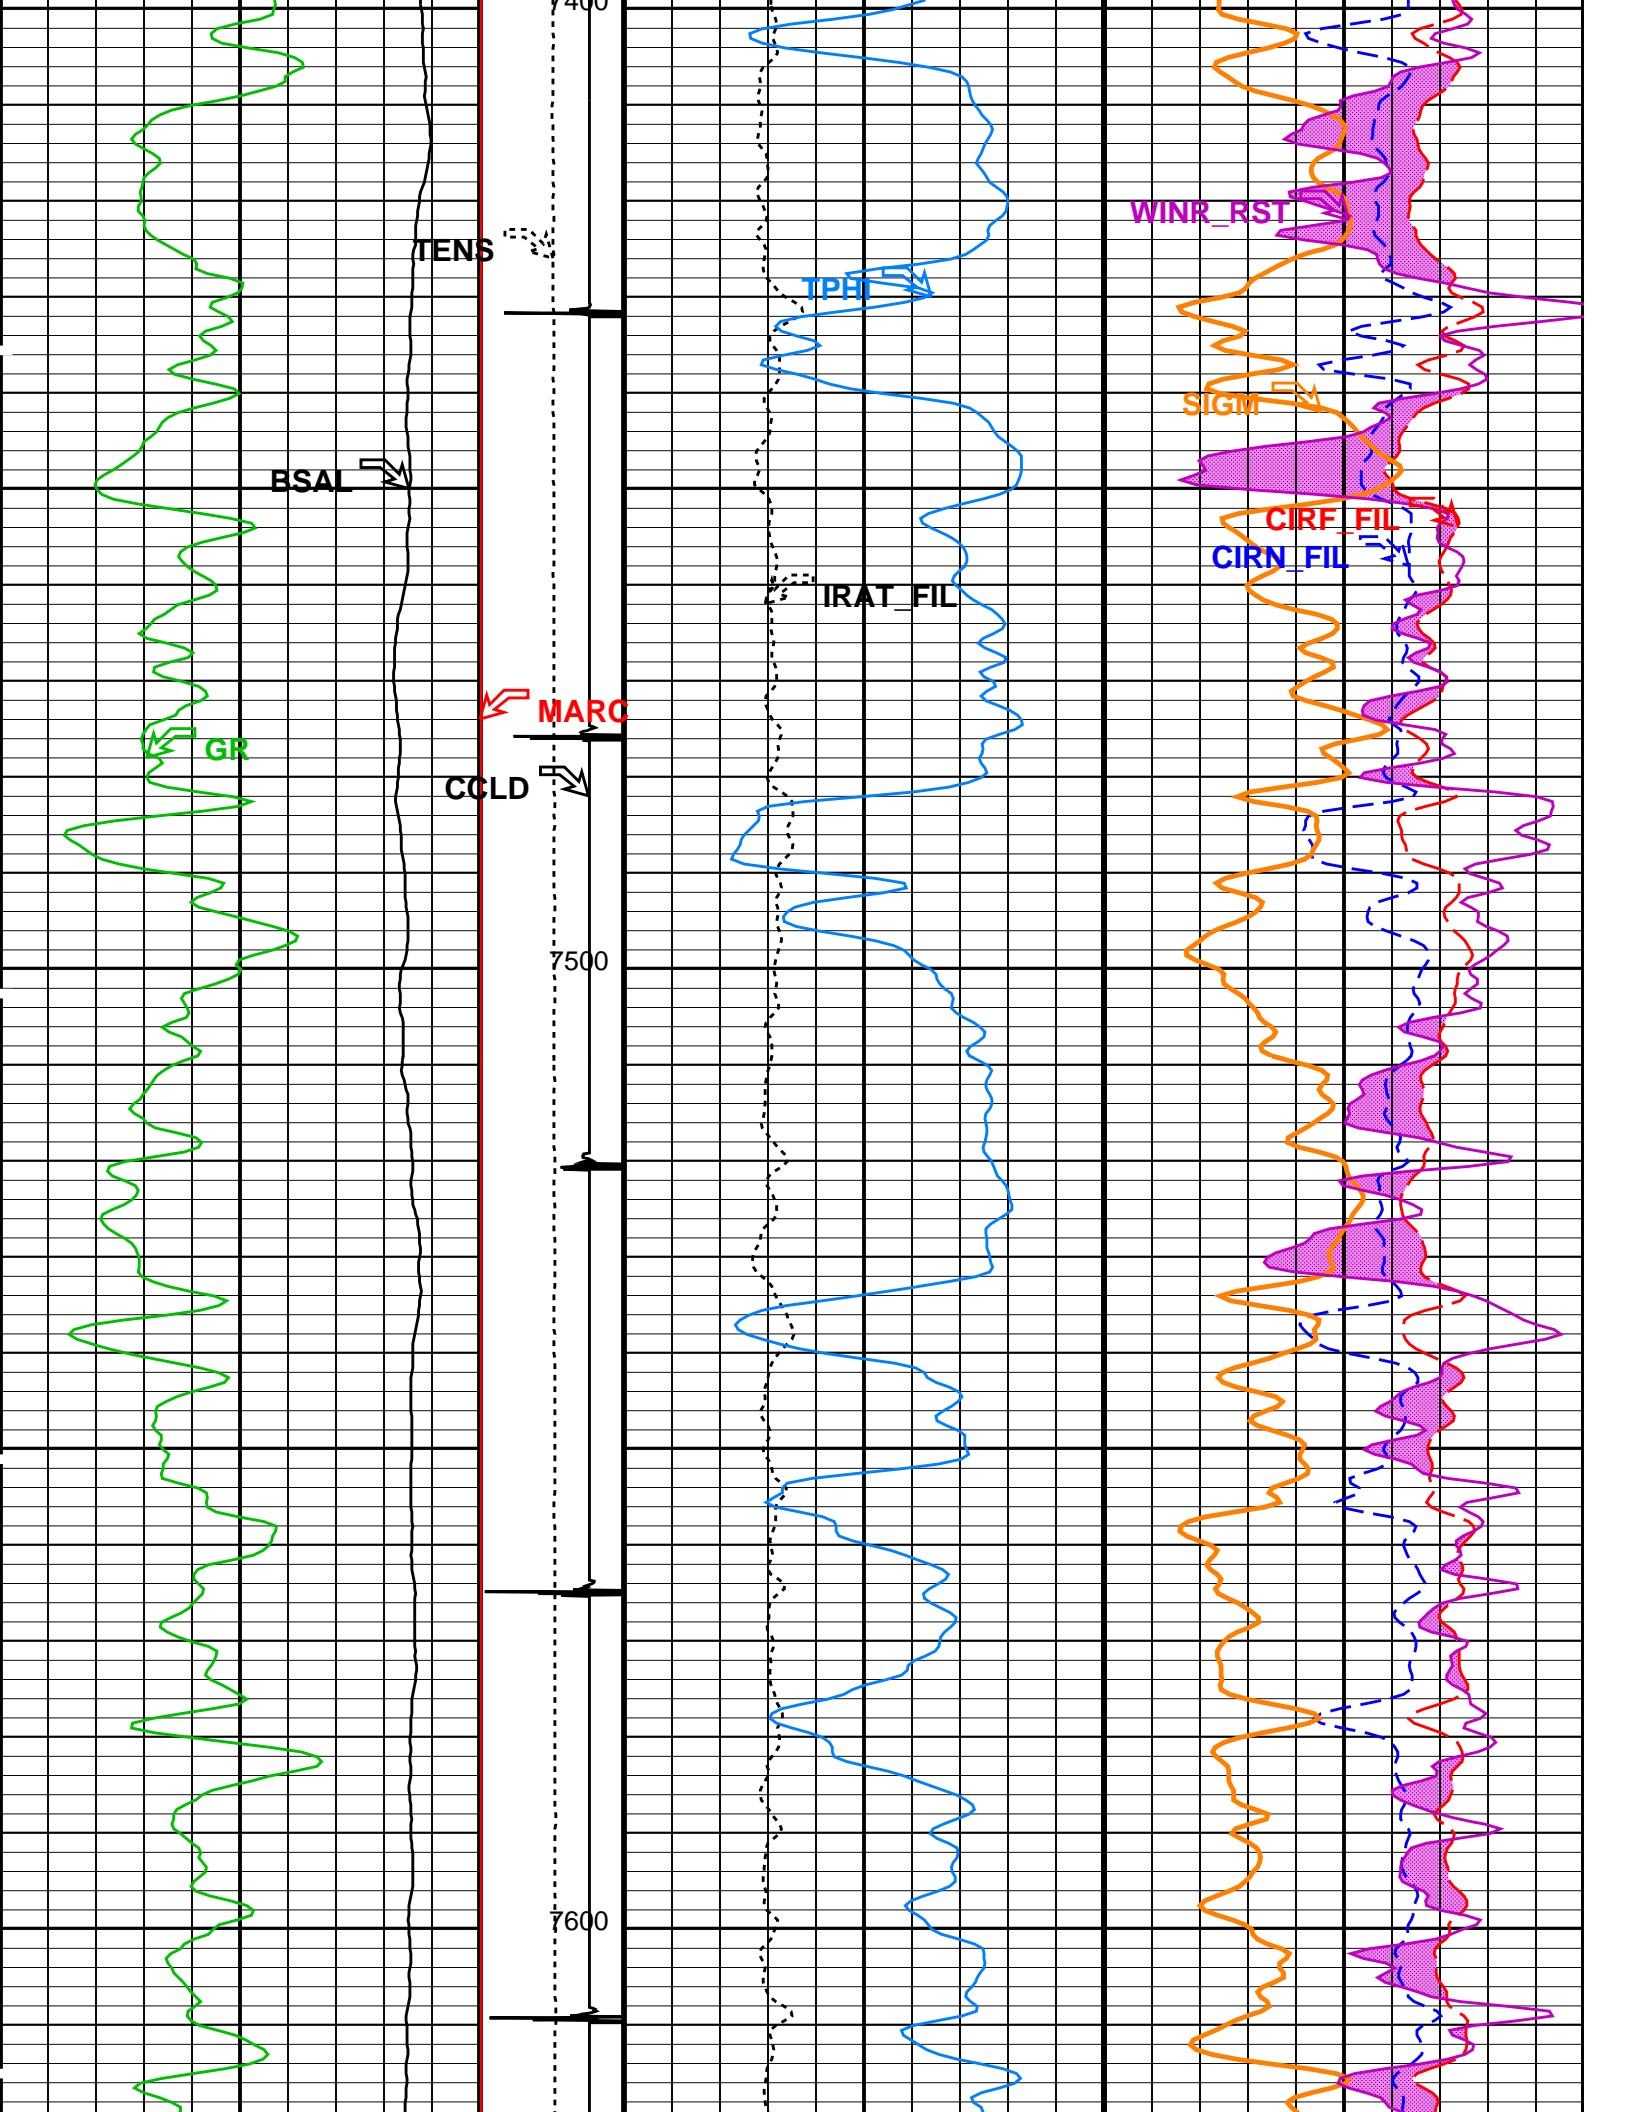 7400
WINR_RST
TENS
TPHI
SIGM
BSAL
CIRF_FIL
CIRN_FIL
IRAT_FIL
MARC
GR
CCLD
7500
7600